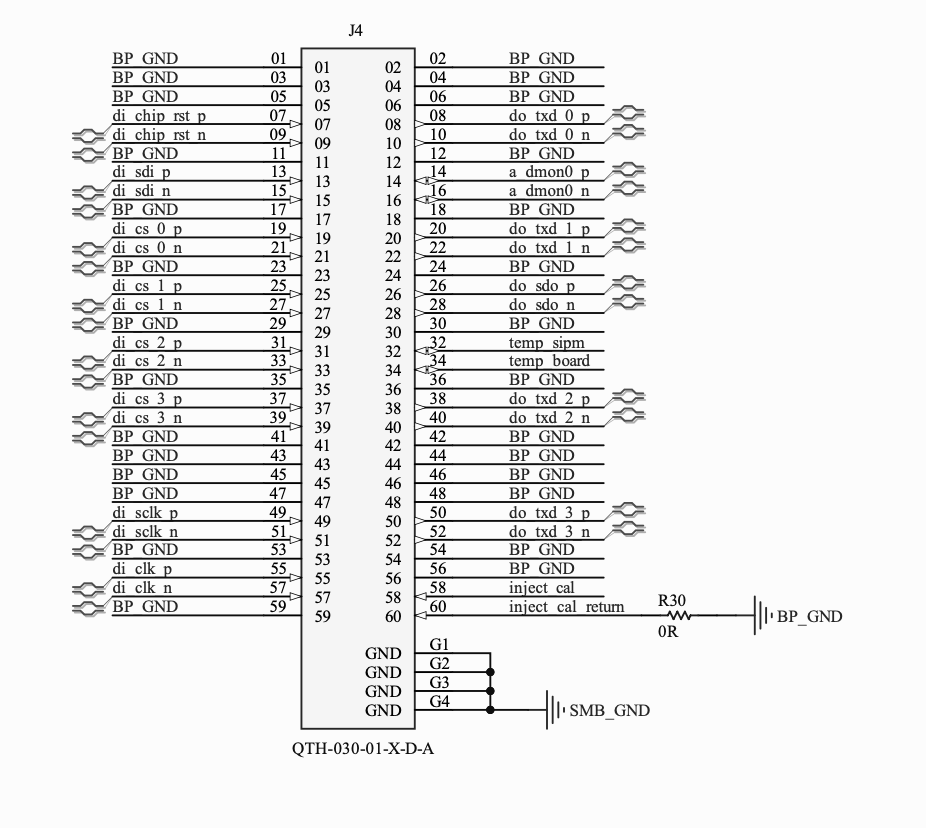 J4
BP_GND 01 01 02 02 BP_GND
BP_GND 03 03 04 04 BP_GND
BP_GND 05 05 06 06 BP_GND
di_chip_rst_p 07 07 08 08 do_txd_0_p
di_chip_rst_n 09 09 10 10 do_txd_0_n
BP_GND 11 11 12 12 BP_GND
di_sdi_p 13 13 14 14 a_dmon0_p
di_sdi_n 15 15 16 16 a_dmon0_n
BP_GND 17 17 18 18 BP_GND
di_cs_0_p 19 19 20 20 do_txd_1_p
di_cs_0_n 21 21 22 22 do_txd_1_n
BP_GND 23 23 24 24 BP_GND
di_cs_1_p 25 25 26 26 do_sdo_p
di_cs_1_n 27 27 28 28 do_sdo_n
BP_GND 29 29 30 30 BP_GND
di_cs_2_p 31 31 32 32 temp_sipm
di_cs_2_n 33 33 34 34 temp_board
BP_GND 35 35 36 36 BP_GND
di_cs_3_p 37 37 38 38 do_txd_2_p
di_cs_3_n 39 39 40 40 do_txd_2_n
BP_GND 41 41 42 42 BP_GND
BP_GND 43 43 44 44 BP_GND
BP_GND 45 45 46 46 BP_GND
BP_GND 47 47 48 48 BP_GND
di_sclk_p 49 49 50 50 do_txd_3_p
di_sclk_n 51 51 52 52 do_txd_3_n
BP_GND 53 53 54 54 BP_GND
di_clk_p 55 55 56 56 BP_GND
di_clk_n 57 57 58 58 inject_cal
BP_GND 59 59 60 60 inject_cal_return R30 0R BP_GND
GND G1
GND G2
GND G3
GND G4 SMB_GND
QTH-030-01-X-D-A